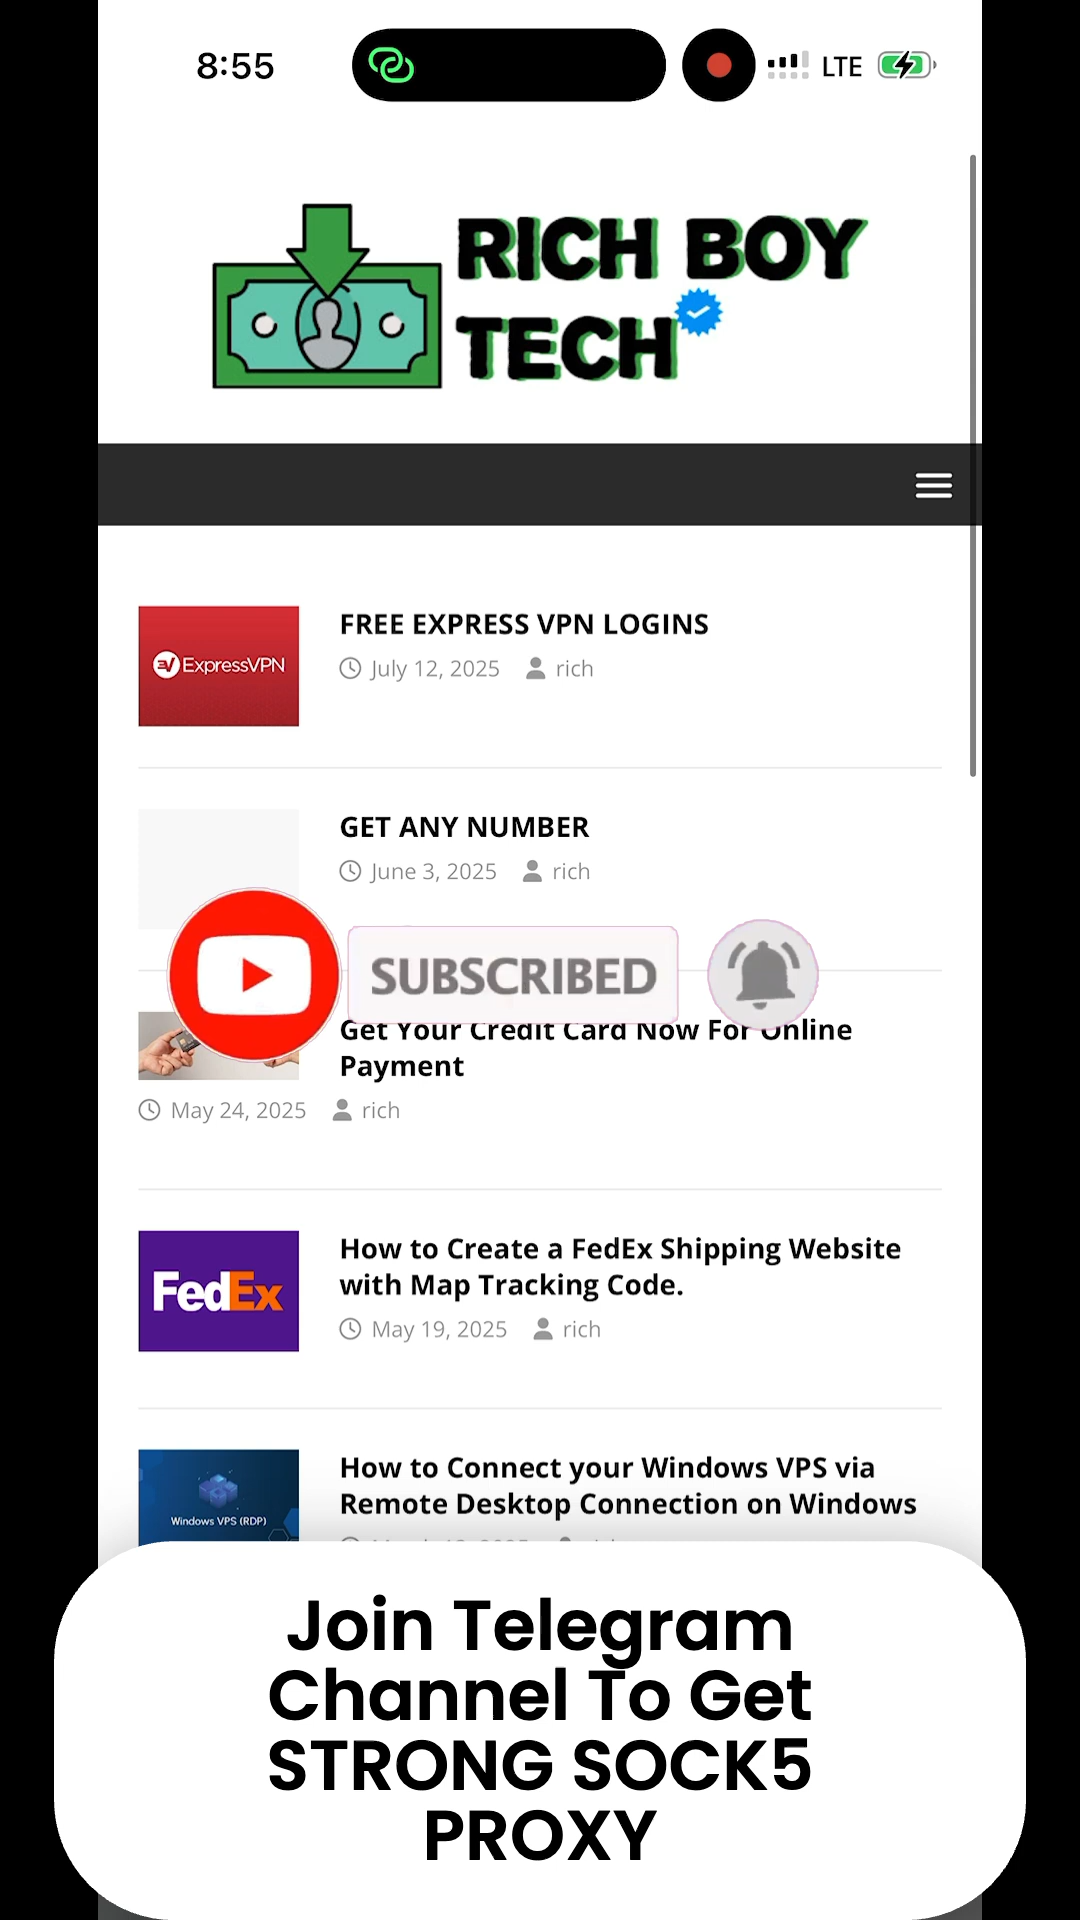 8:55
LTE
RICH BOY
TECH
ExpressVPN
FREE EXPRESS VPN LOGINS
July 12, 2025 rich
GET ANY NUMBER
June 3, 2025 rich
SUBSCRIBED
Get Your Credit Card Now For Online
Payment
May 24, 2025 rich
FedEx
How to Create a FedEx Shipping Website
with Map Tracking Code.
May 19, 2025 rich
Windows VPS (RDP)
How to Connect your Windows VPS via
Remote Desktop Connection on Windows
Join Telegram
Channel To Get
STRONG SOCK5
PROXY